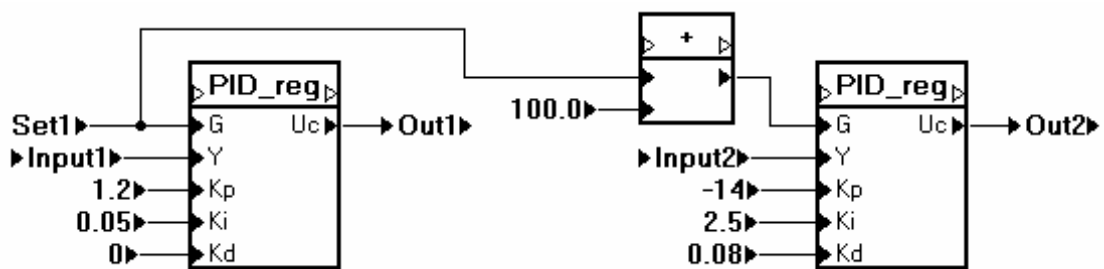 +
PID_reg
PID_reg
100.0
Set1
G
Uc
Out1
G
Uc
Out2
Input1
Y
Input2
Y
1.2
Kp
-14
Kp
0.05
Ki
2.5
Ki
0
Kd
0.08
Kd